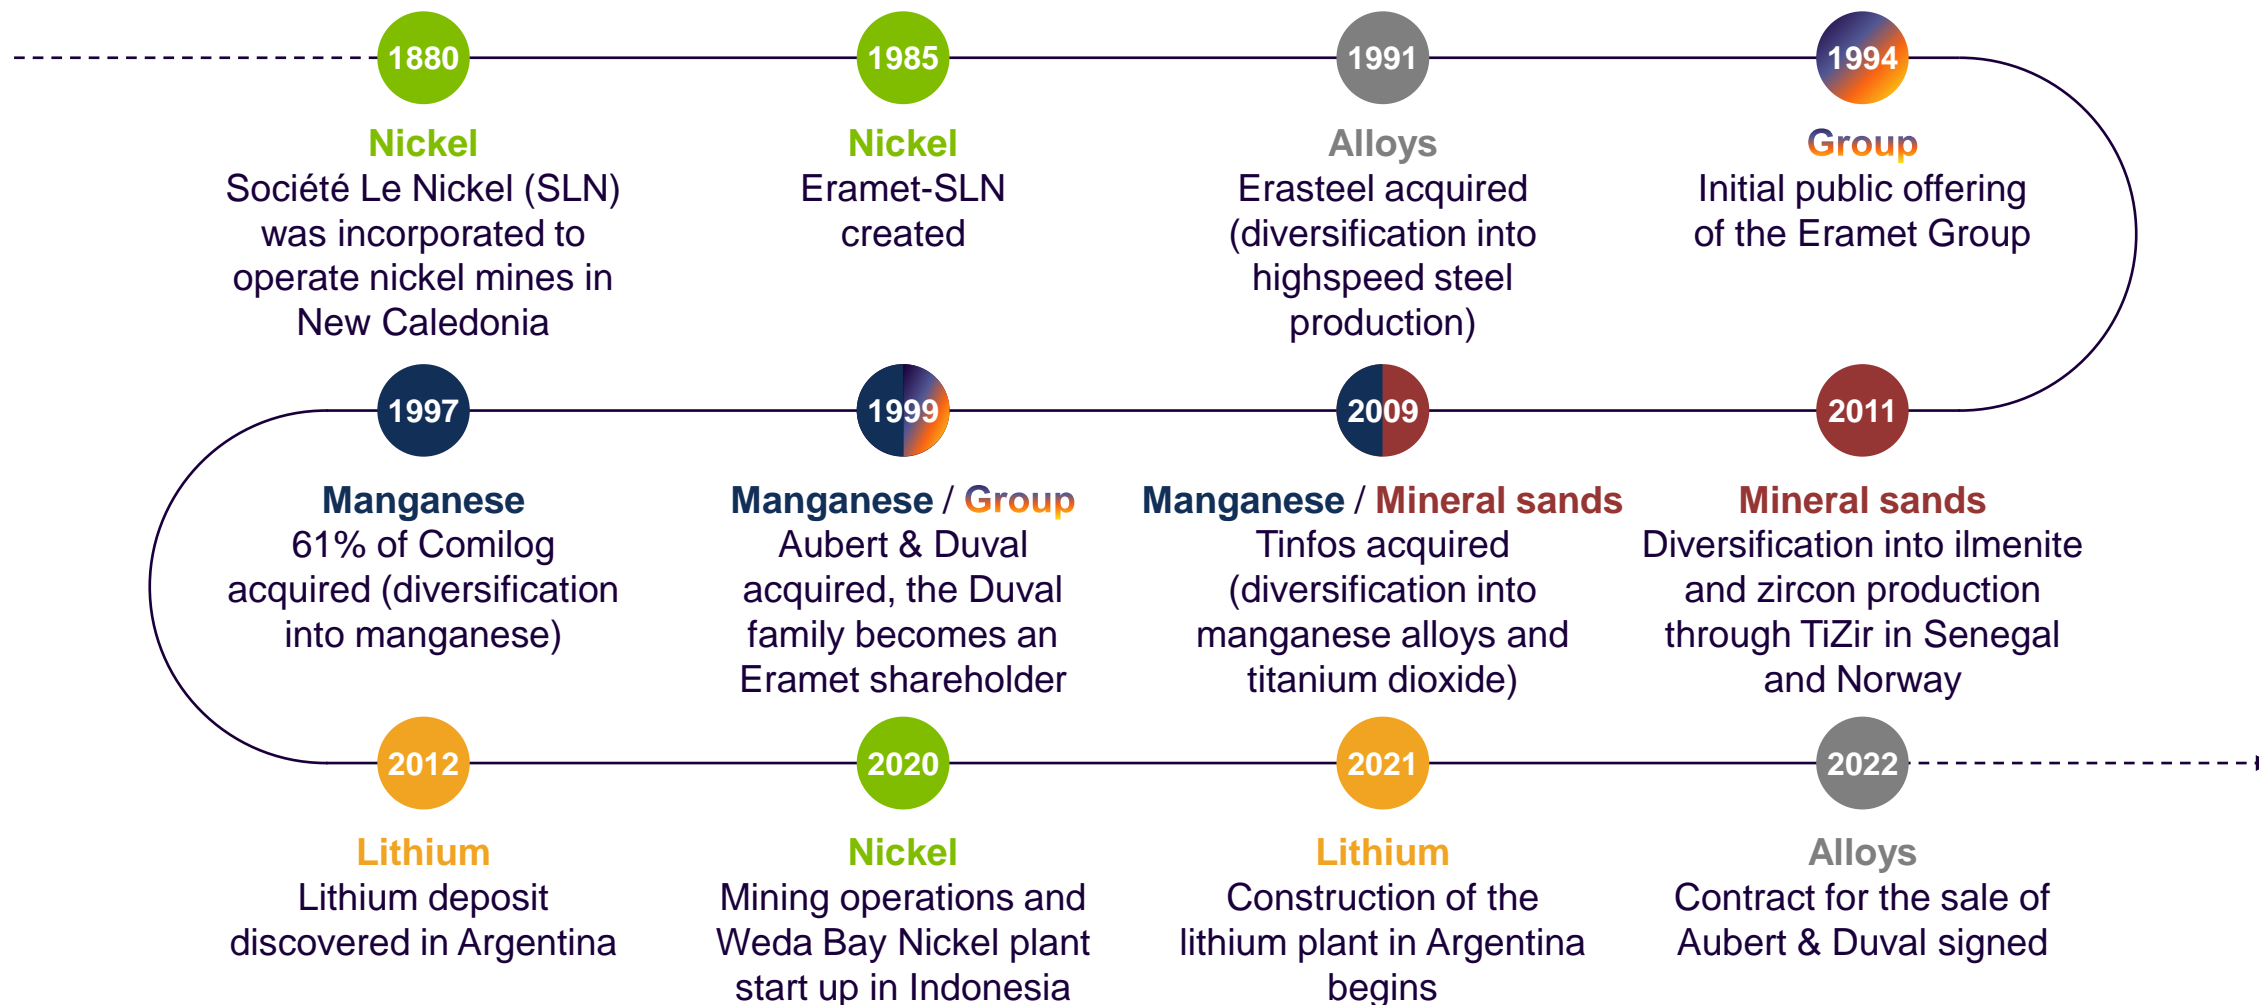 1880
Nickel
Société Le Nickel (SLN)
was incorporated to
operate nickel mines in
New Caledonia
1985
Nickel
Eramet-SLN
created
1991
Alloys
Erasteel acquired
(diversification into
highspeed steel
production)
1994
Group
Initial public offering
of the Eramet Group
1997
Manganese
61% of Comilog
acquired (diversification
into manganese)
1999
Manganese / Group
Aubert & Duval
acquired, the Duval
family becomes an
Eramet shareholder
2009
Manganese / Mineral sands
Tinfos acquired
(diversification into
manganese alloys and
titanium dioxide)
2011
Mineral sands
Diversification into ilmenite
and zircon production
through TiZir in Senegal
and Norway
2012
Lithium
Lithium deposit
discovered in Argentina
2020
Nickel
Mining operations and
Weda Bay Nickel plant
start up in Indonesia
2021
Lithium
Construction of the
lithium plant in Argentina
begins
2022
Alloys
Contract for the sale of
Aubert & Duval signed